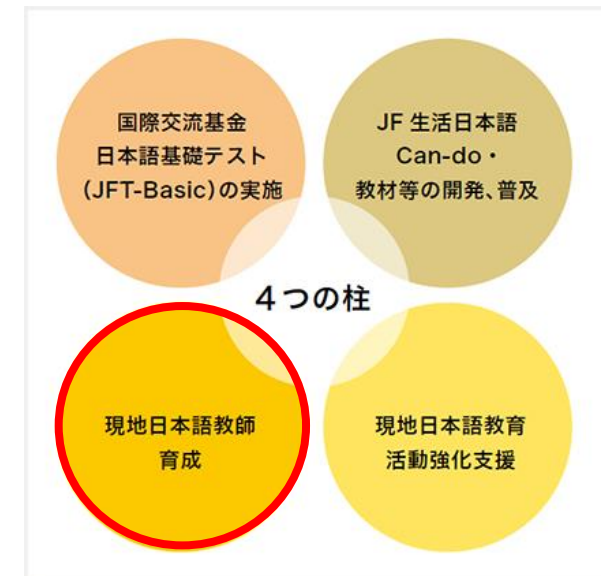 国際交流基金
日本語基礎テスト
(JFT-Basic)の実施
JF 生活日本語
Can-do・
教材等の開発、普及
4つの柱
現地日本語教師
育成
現地日本語教育
活動強化支援